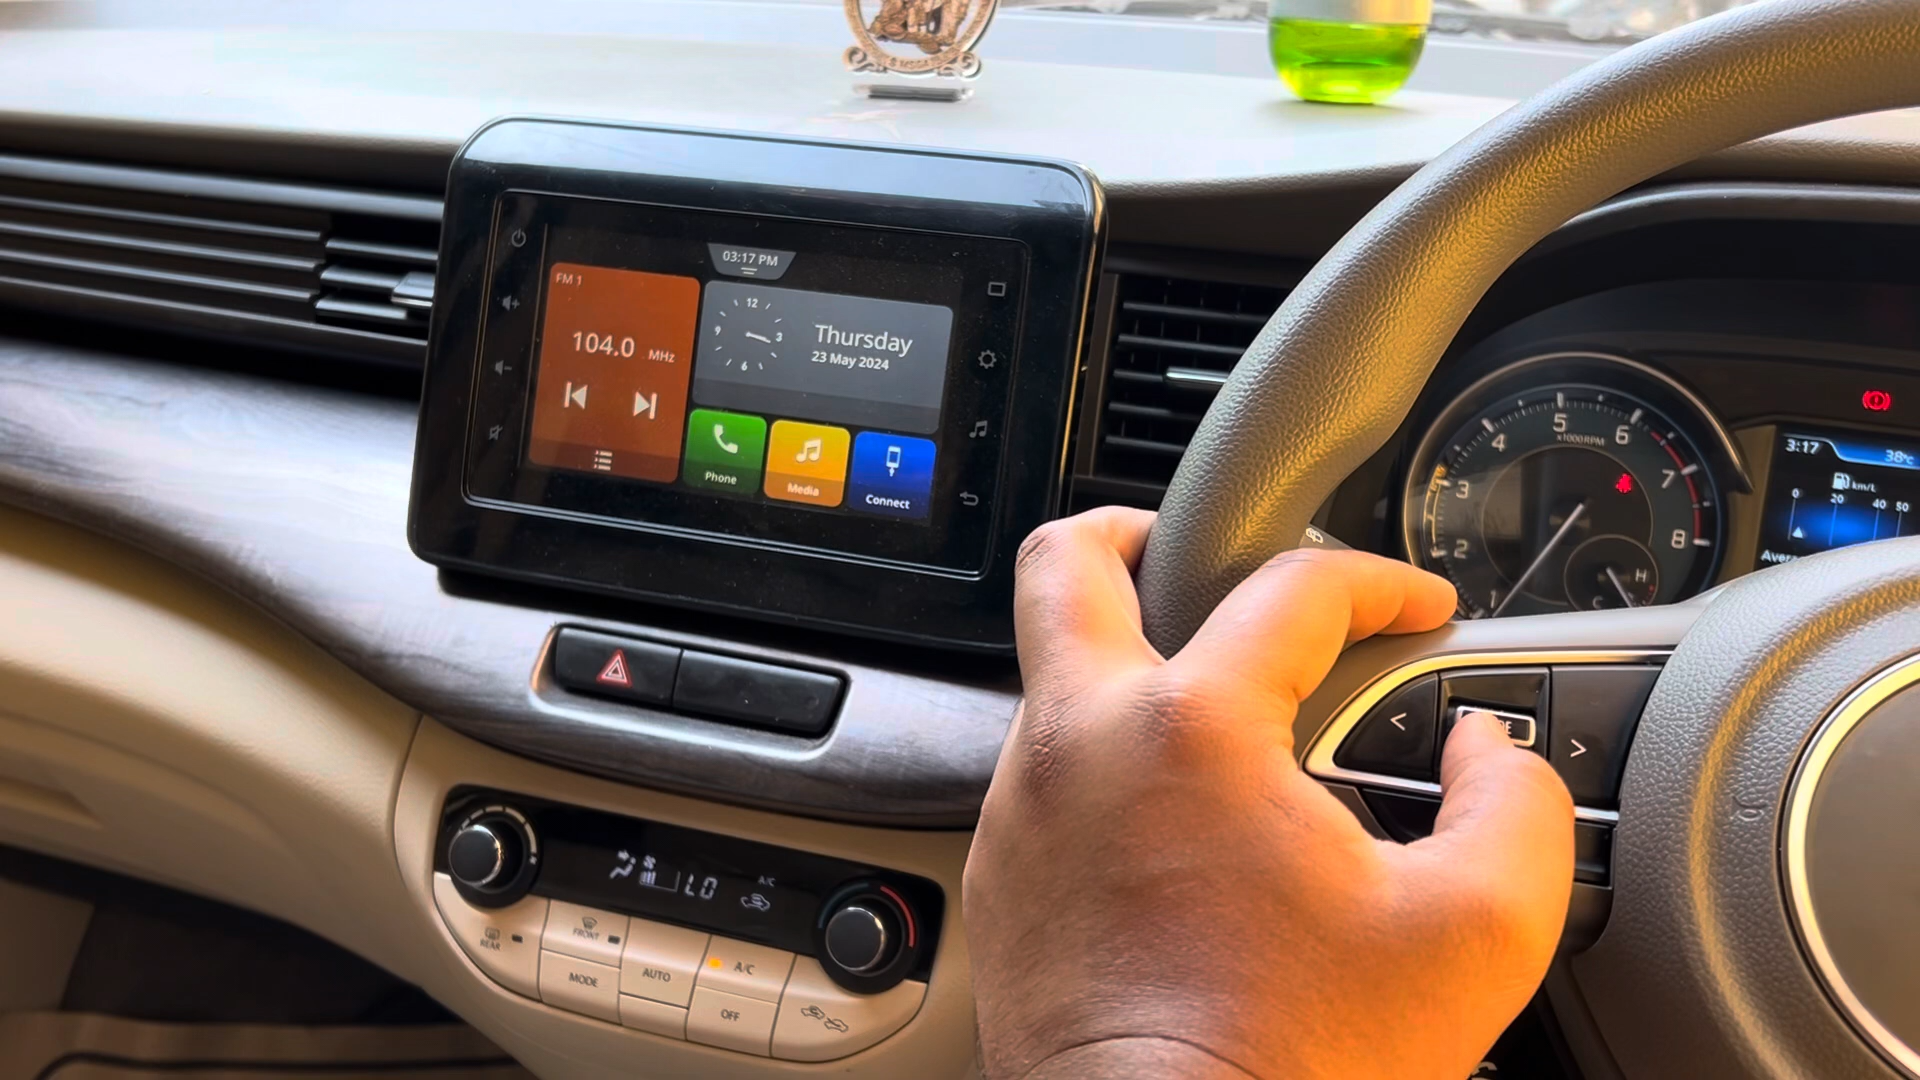 03:17 PM
FM 1
104.0 MHz
12
3
6
9
Thursday
23 May 2024
Phone
Media
Connect
1
2
3
4
5
6
7
8
x1000RPM
H
C
3:17
38°C
km/L
0
20
40
50
<
>
LO
A/C
REAR
FRONT
MODE
AUTO
A/C
OFF